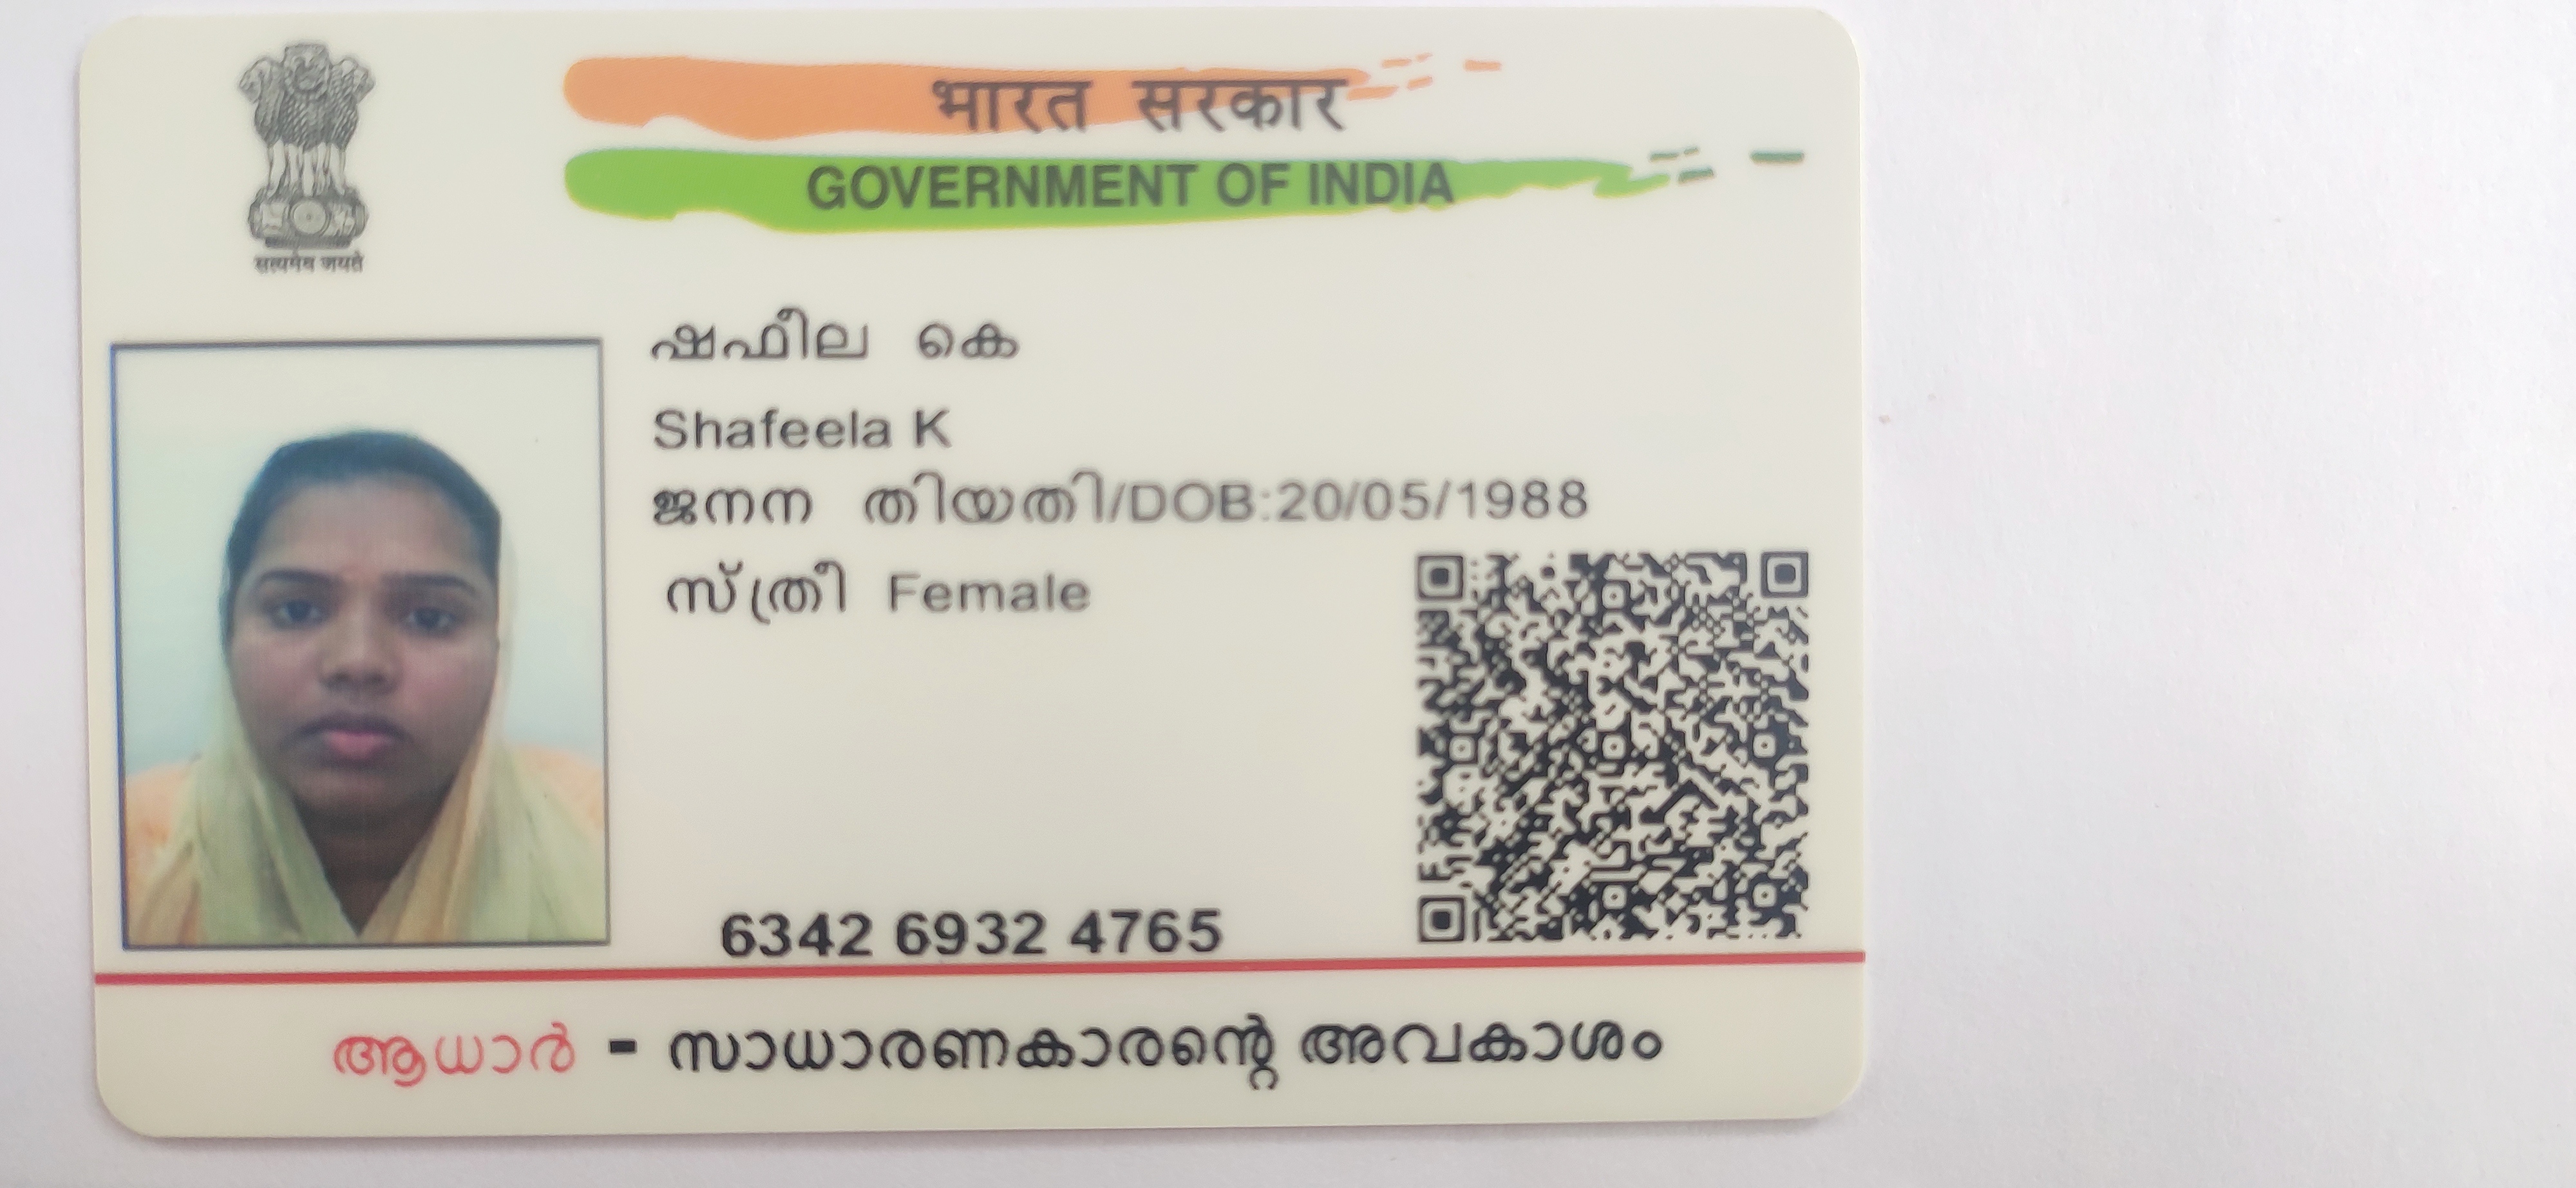 भारत सरकार
GOVERNMENT OF INDIA
सत्यमेव जयते
ഷഫീല കെ
Shafeela K
ജനന തിയതി/DOB:20/05/1988
സ്ത്രീ Female
6342 6932 4765
ആധാർ - സാധാരണകാരന്റെ അവകാശം